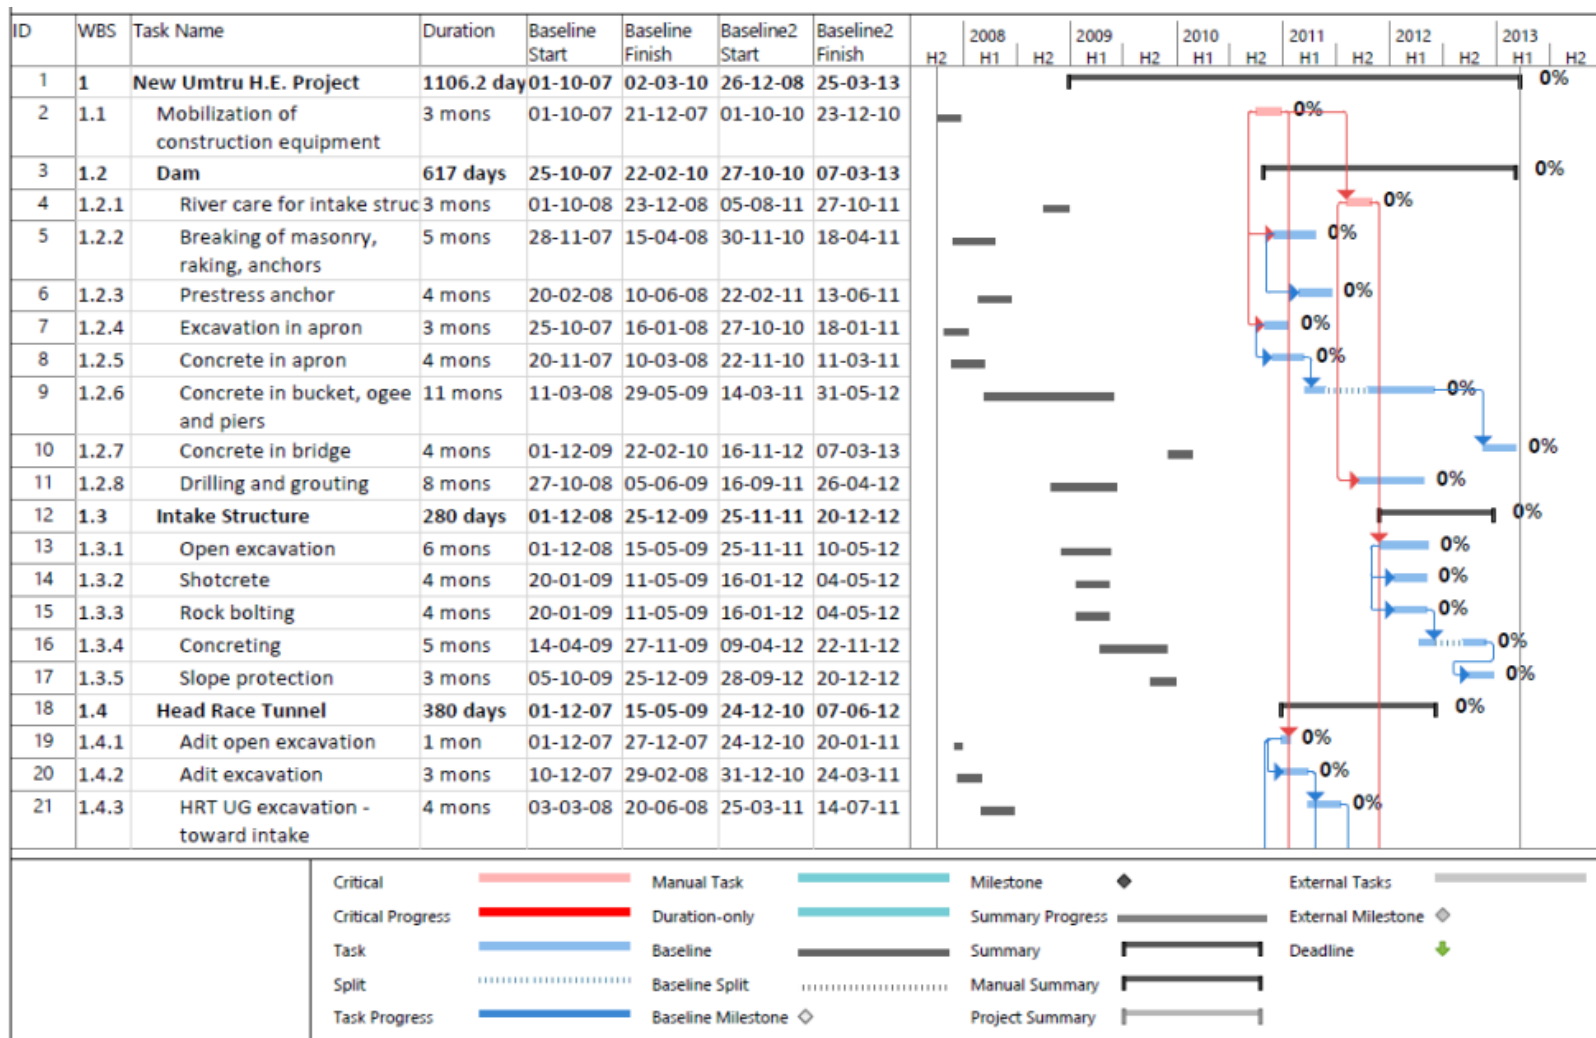 ID WBS Task Name Duration Baseline Start Baseline Finish Baseline2 Start Baseline2 Finish
2008 2009 2010 2011 2012 2013
H2 H1 H2 H1 H2 H1 H2 H1 H2 H1 H2 H1 H2
1 1 New Umtru H.E. Project 1106.2 day 01-10-07 02-03-10 26-12-08 25-03-13 0%
2 1.1 Mobilization of 3 mons 01-10-07 21-12-07 01-10-10 23-12-10 0%
construction equipment
3 1.2 Dam 617 days 25-10-07 22-02-10 27-10-10 07-03-13 0%
4 1.2.1 River care for intake struc 3 mons 01-10-08 23-12-08 05-08-11 27-10-11 0%
5 1.2.2 Breaking of masonry, 5 mons 28-11-07 15-04-08 30-11-10 18-04-11 0%
raking, anchors
6 1.2.3 Prestress anchor 4 mons 20-02-08 10-06-08 22-02-11 13-06-11 0%
7 1.2.4 Excavation in apron 3 mons 25-10-07 16-01-08 27-10-10 18-01-11 0%
8 1.2.5 Concrete in apron 4 mons 20-11-07 10-03-08 22-11-10 11-03-11 0%
9 1.2.6 Concrete in bucket, ogee 11 mons 11-03-08 29-05-09 14-03-11 31-05-12 0%
and piers
10 1.2.7 Concrete in bridge 4 mons 01-12-09 22-02-10 16-11-12 07-03-13 0%
11 1.2.8 Drilling and grouting 8 mons 27-10-08 05-06-09 16-09-11 26-04-12 0%
12 1.3 Intake Structure 280 days 01-12-08 25-12-09 25-11-11 20-12-12 0%
13 1.3.1 Open excavation 6 mons 01-12-08 15-05-09 25-11-11 10-05-12 0%
14 1.3.2 Shotcrete 4 mons 20-01-09 11-05-09 16-01-12 04-05-12 0%
15 1.3.3 Rock bolting 4 mons 20-01-09 11-05-09 16-01-12 04-05-12 0%
16 1.3.4 Concreting 5 mons 14-04-09 27-11-09 09-04-12 22-11-12 0%
17 1.3.5 Slope protection 3 mons 05-10-09 25-12-09 28-09-12 20-12-12 0%
18 1.4 Head Race Tunnel 380 days 01-12-07 15-05-09 24-12-10 07-06-12 0%
19 1.4.1 Adit open excavation 1 mon 01-12-07 27-12-07 24-12-10 20-01-11 0%
20 1.4.2 Adit excavation 3 mons 10-12-07 29-02-08 31-12-10 24-03-11 0%
21 1.4.3 HRT UG excavation - 4 mons 03-03-08 20-06-08 25-03-11 14-07-11 0%
toward intake
Critical Manual Task Milestone External Tasks
Critical Progress Duration-only Summary Progress External Milestone
Task Baseline Summary Deadline
Split Baseline Split Manual Summary
Task Progress Baseline Milestone Project Summary